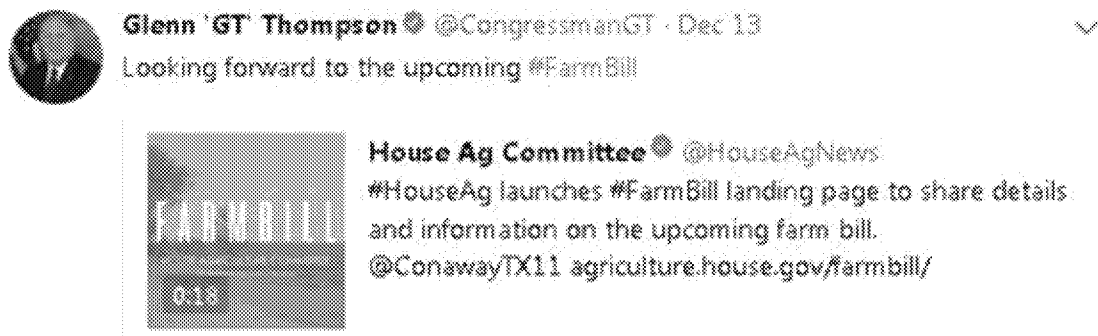 Glenn 'GT' Thompson @CongressmanGT · Dec 13
Looking forward to the upcoming #FarmBill
House Ag Committee @HouseAgNews
#HouseAg launches #FarmBill landing page to share details
and information on the upcoming farm bill.
@ConawayTX11 agriculture.house.gov/farmbill/
FARM BILL
0:18